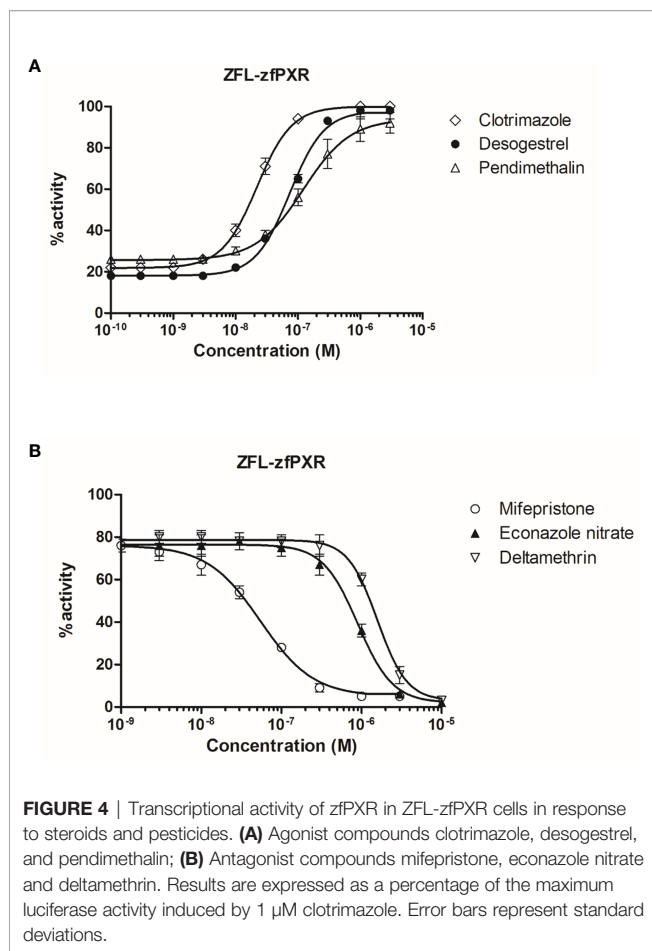 A
ZFL-zfPXR
100
80
60
40
20
0
%activity
10-10
10-9
10-8
10-7
10-6
10-5
Concentration (M)
Clotrimazole
Desogestrel
Pendimethalin
B
ZFL-zfPXR
100
80
60
40
20
0
%activity
10-9
10-8
10-7
10-6
10-5
Concentration (M)
Mifepristone
Econazole nitrate
Deltamethrin
FIGURE 4 | Transcriptional activity of zfPXR in ZFL-zfPXR cells in response
to steroids and pesticides. (A) Agonist compounds clotrimazole, desogestrel,
and pendimethalin; (B) Antagonist compounds mifepristone, econazole nitrate
and deltamethrin. Results are expressed as a percentage of the maximum
luciferase activity induced by 1 µM clotrimazole. Error bars represent standard
deviations.